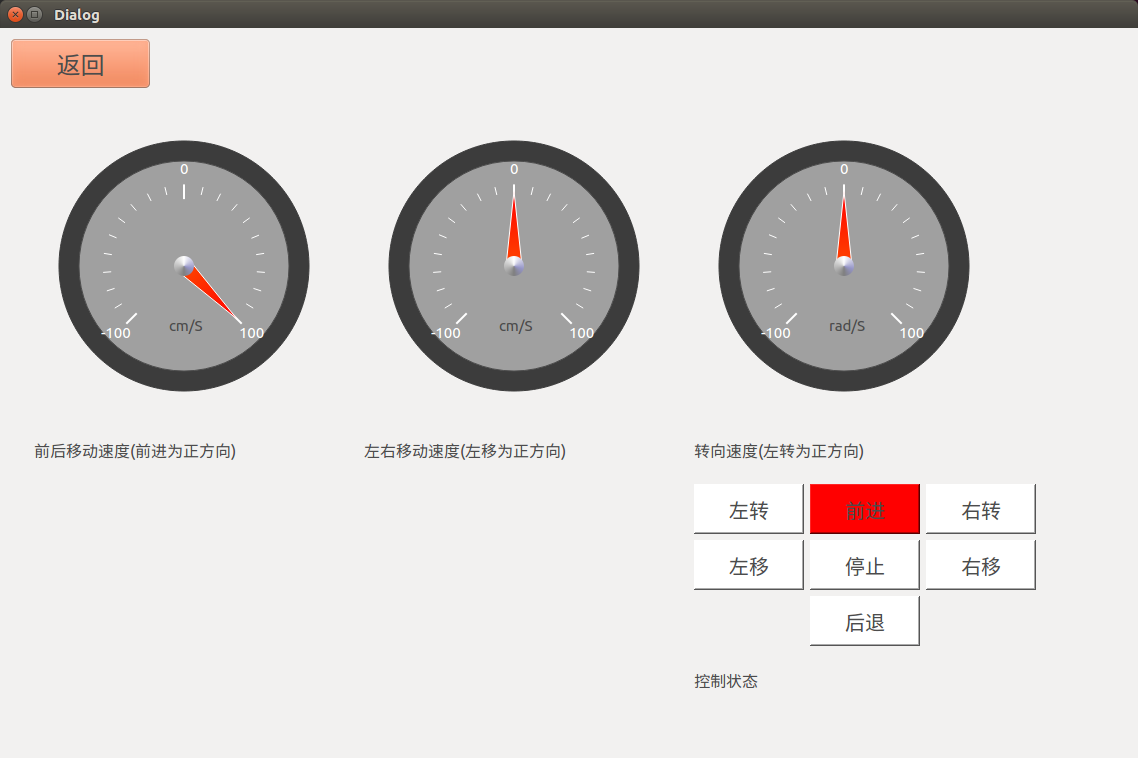 Dialog
返回
0
-100
100
cm/S
0
-100
100
cm/S
0
-100
100
rad/S
前后移动速度(前进为正方向)
左右移动速度(左移为正方向)
转向速度(左转为正方向)
左转 前进 右转
左移 停止 右移
后退
控制状态